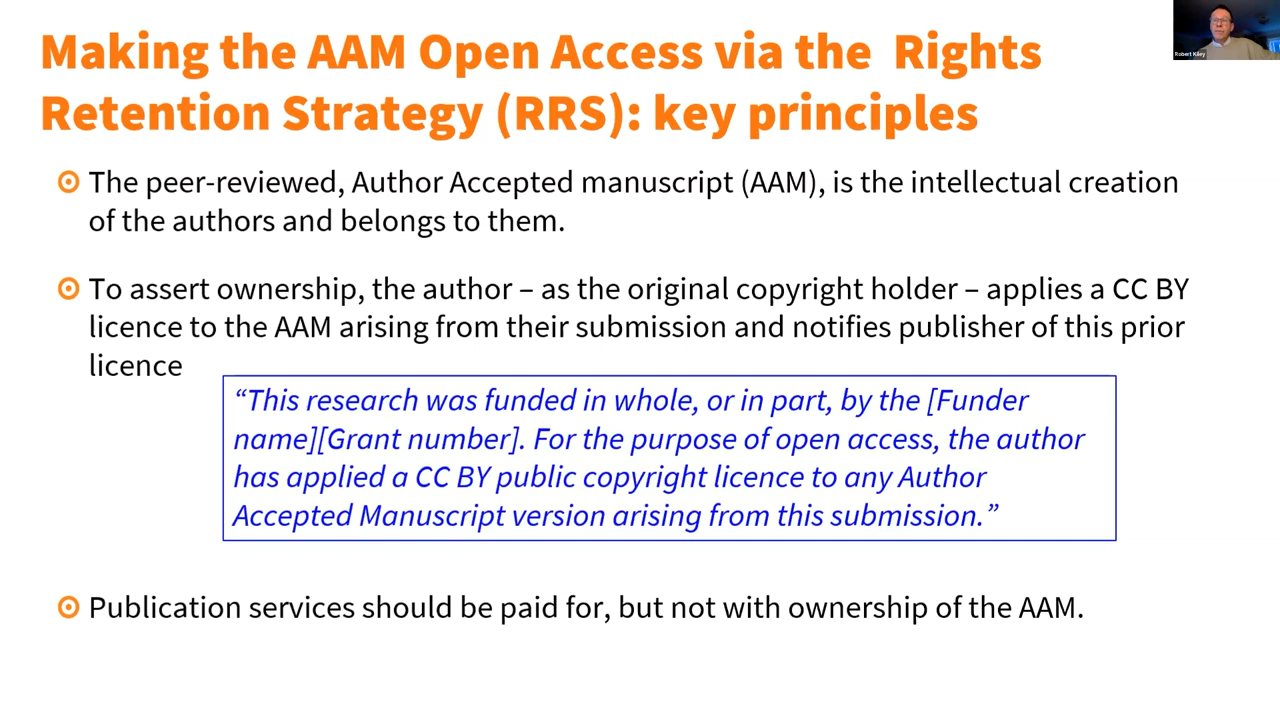 Making the AAM Open Access via the Rights
Retention Strategy (RRS): key principles
The peer-reviewed, Author Accepted manuscript (AAM), is the intellectual creation
of the authors and belongs to them.
To assert ownership, the author – as the original copyright holder – applies a CC BY
licence to the AAM arising from their submission and notifies publisher of this prior
licence
“This research was funded in whole, or in part, by the [Funder
name][Grant number]. For the purpose of open access, the author
has applied a CC BY public copyright licence to any Author
Accepted Manuscript version arising from this submission.”
Publication services should be paid for, but not with ownership of the AAM.
Robert Kiley